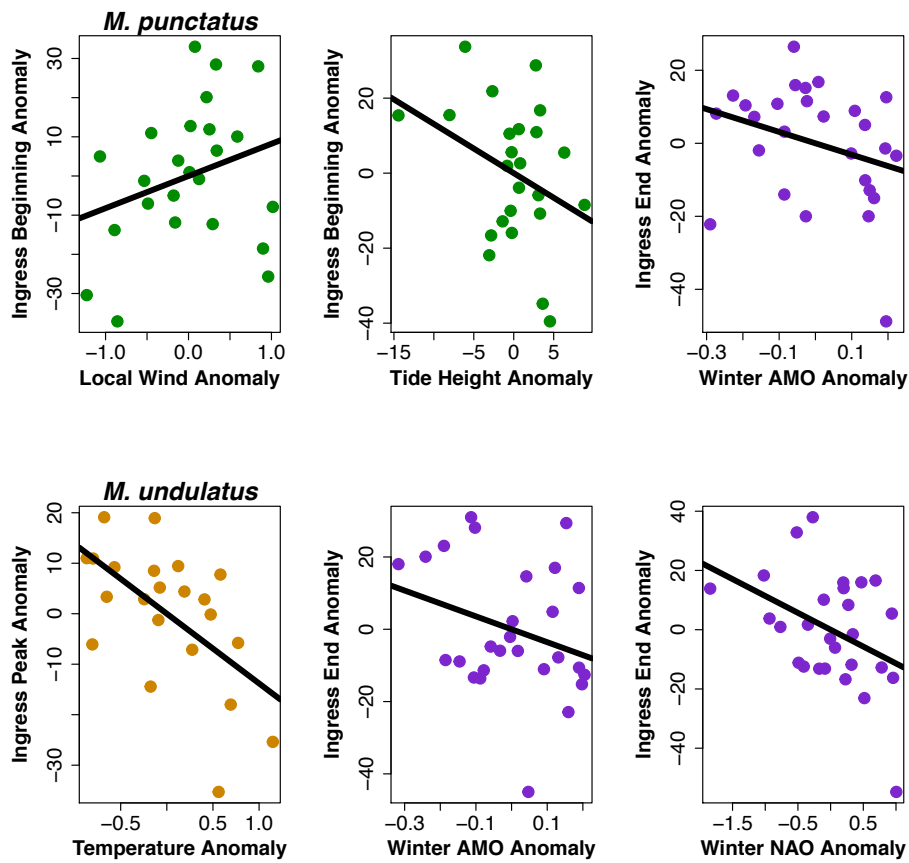 M. punctatus
Ingress Beginning Anomaly
30
10
−10
−30
−1.0 0.0 1.0
Local Wind Anomaly
Ingress Beginning Anomaly
20
0
−20
−40
−15 −5 0 5
Tide Height Anomaly
Ingress End Anomaly
20
0
−20
−40
−0.3 −0.1 0.1
Winter AMO Anomaly
M. undulatus
Ingress Peak Anomaly
20
10
0
−10
−30
−0.5 0.5 1.0
Temperature Anomaly
Ingress End Anomaly
20
0
−20
−40
−0.3 −0.1 0.1
Winter AMO Anomaly
Ingress End Anomaly
40
20
0
−20
−40
−1.5 −0.5 0.5
Winter NAO Anomaly